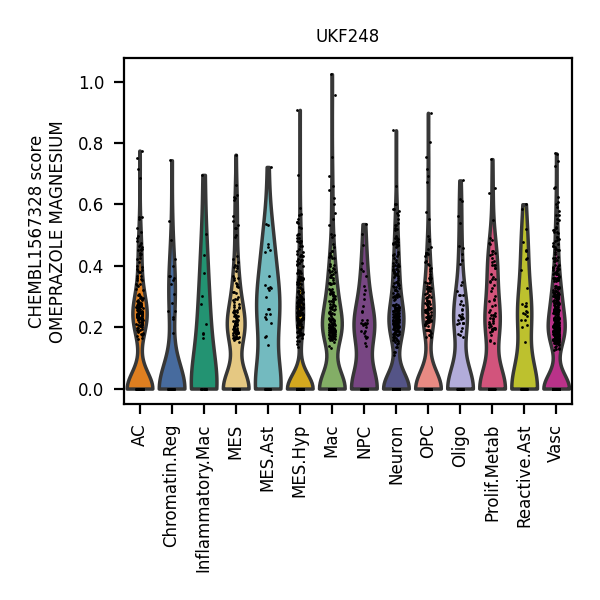 UKF248
CHEMBL1567328 score
OMEPRAZOLE MAGNESIUM
1.0
0.8
0.6
0.4
0.2
0.0
AC
Chromatin.Reg
Inflammatory.Mac
MES
MES.Ast
MES.Hyp
Mac
NPC
Neuron
OPC
Oligo
Prolif.Metab
Reactive.Ast
Vasc